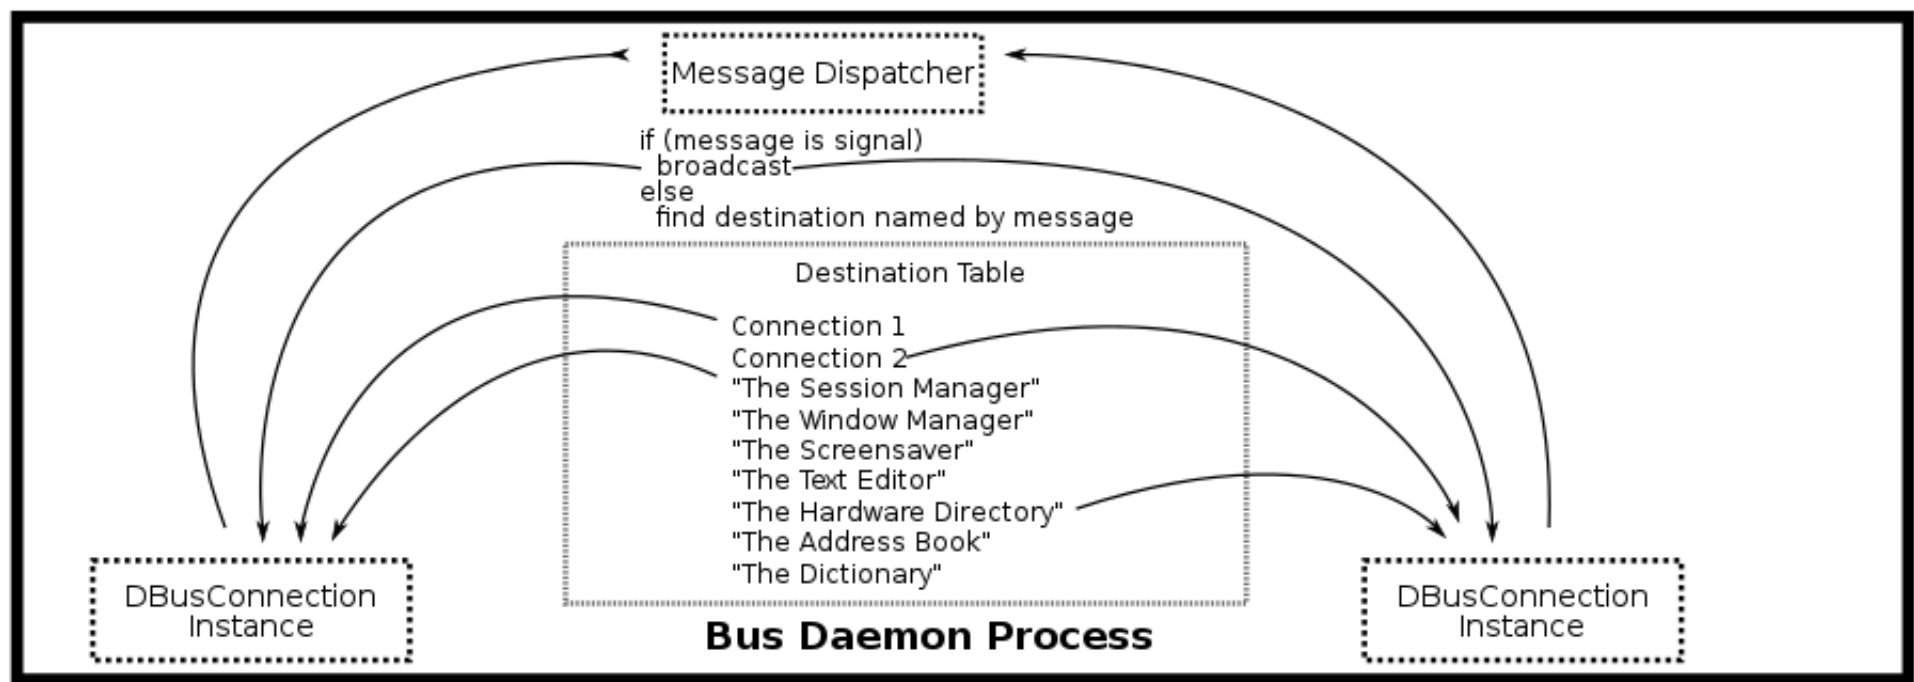 Message Dispatcher
if (message is signal)
broadcast
else
find destination named by message
Destination Table
Connection 1
Connection 2
"The Session Manager"
"The Window Manager"
"The Screensaver"
"The Text Editor"
"The Hardware Directory"
"The Address Book"
"The Dictionary"
DBusConnection
Instance
DBusConnection
Instance
Bus Daemon Process